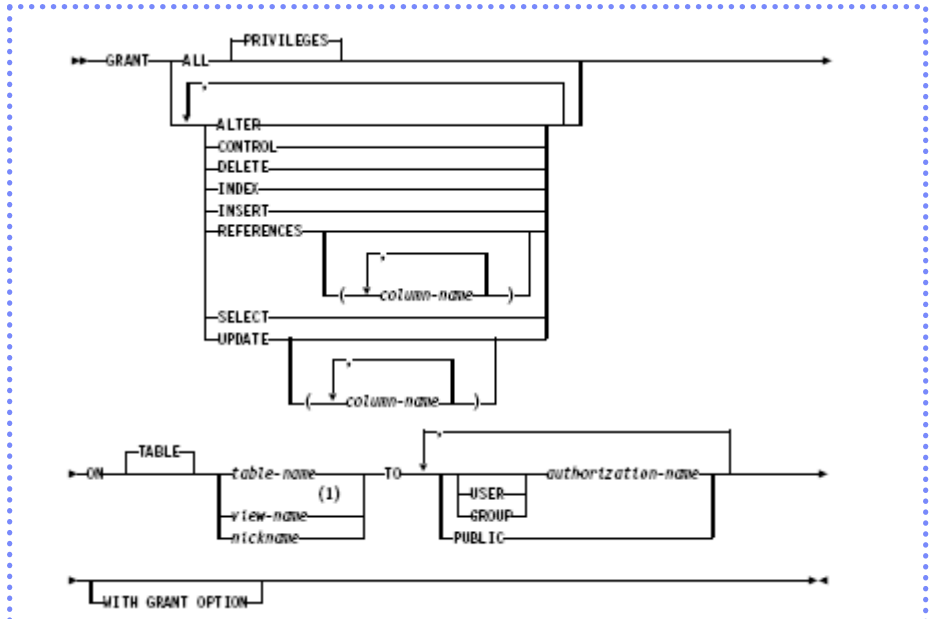 PRIVILEGES
GRANT ALL
,
ALTER
CONTROL
DELETE
INDEX
INSERT
REFERENCES
,
( column-name )
SELECT
UPDATE
,
( column-name )
,
TABLE
ON table-name TO authorization-name
(1) USER
view-name GROUP
nickname PUBLIC
WITH GRANT OPTION